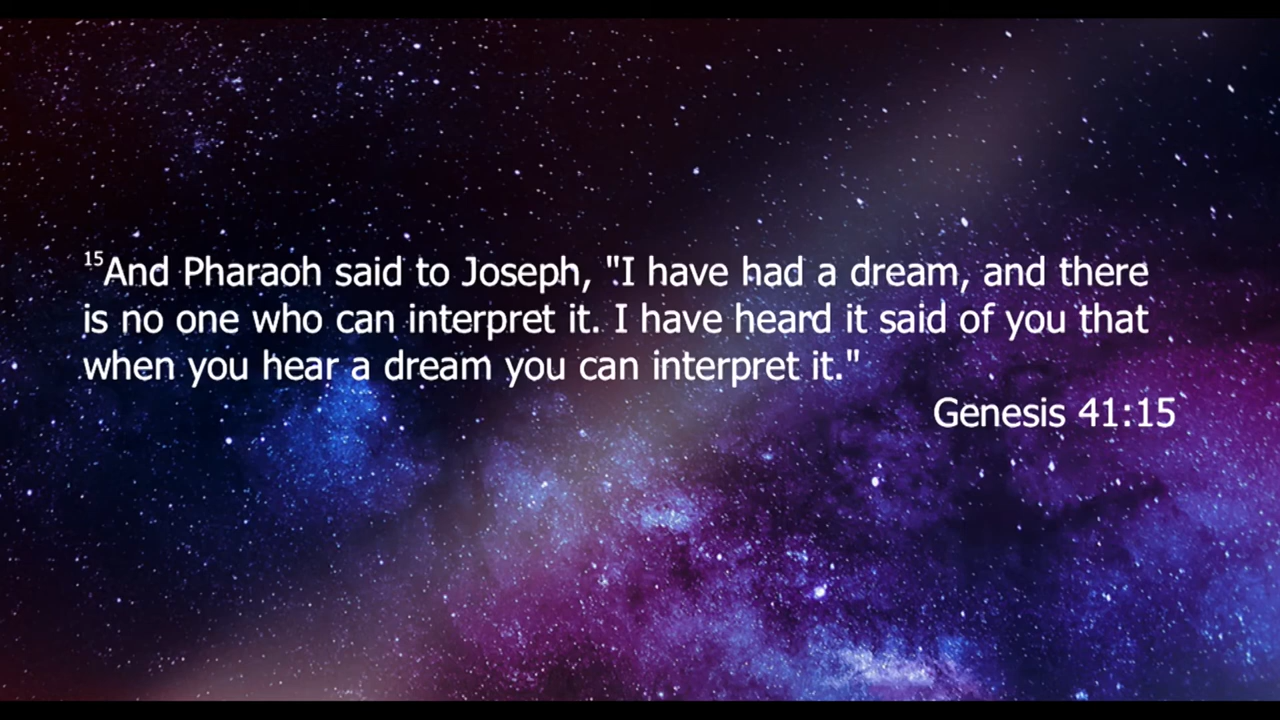 ¹⁵And Pharaoh said to Joseph, "I have had a dream, and there
is no one who can interpret it. I have heard it said of you that
when you hear a dream you can interpret it."
Genesis 41:15